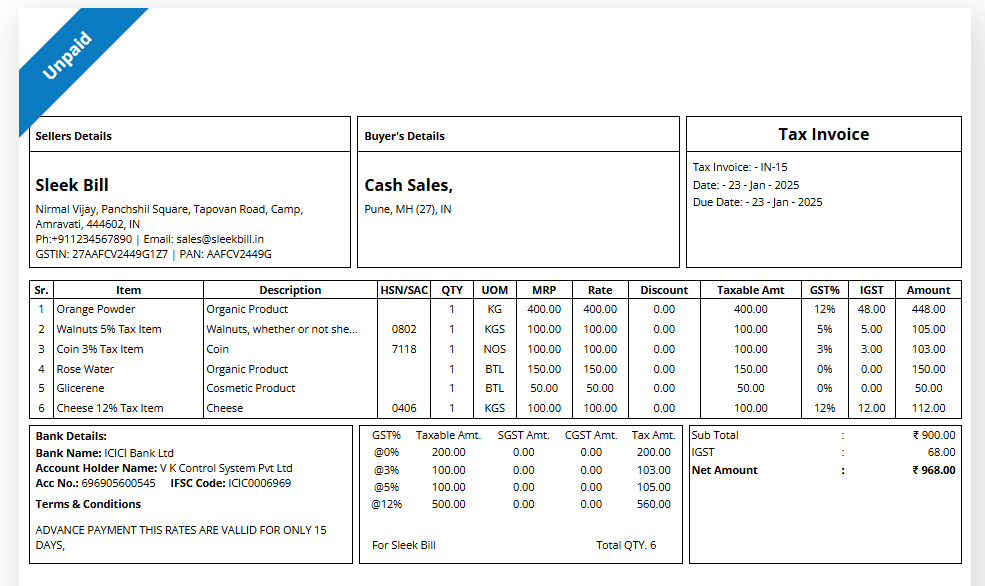 Unpaid
Sellers Details
Sleek Bill
Nirmal Vijay, Panchshil Square, Tapovan Road, Camp,
Amravati, 444602, IN
Ph:+911234567890 | Email: sales@sleekbill.in
GSTIN: 27AAFCV2449G1Z7 | PAN: AAFCV2449G
Buyer's Details
Cash Sales,
Pune, MH (27), IN
Tax Invoice
Tax Invoice: - IN-15
Date: - 23 - Jan - 2025
Due Date: - 23 - Jan - 2025
Sr. Item Description HSN/SAC QTY UOM MRP Rate Discount Taxable Amt GST% IGST Amount
1 Orange Powder Organic Product 1 KG 400.00 400.00 0.00 400.00 12% 48.00 448.00
2 Walnuts 5% Tax Item Walnuts, whether or not she... 0802 1 KGS 100.00 100.00 0.00 100.00 5% 5.00 105.00
3 Coin 3% Tax Item Coin 7118 1 NOS 100.00 100.00 0.00 100.00 3% 3.00 103.00
4 Rose Water Organic Product 1 BTL 150.00 150.00 0.00 150.00 0% 0.00 150.00
5 Glicerene Cosmetic Product 1 BTL 50.00 50.00 0.00 50.00 0% 0.00 50.00
6 Cheese 12% Tax Item Cheese 0406 1 KGS 100.00 100.00 0.00 100.00 12% 12.00 112.00
Bank Details:
Bank Name: ICICI Bank Ltd
Account Holder Name: V K Control System Pvt Ltd
Acc No.: 696905600545 IFSC Code: ICIC0006969
Terms & Conditions
ADVANCE PAYMENT THIS RATES ARE VALLID FOR ONLY 15
DAYS,
GST% Taxable Amt. SGST Amt. CGST Amt. Tax Amt.
@0% 200.00 0.00 0.00 200.00
@3% 100.00 0.00 0.00 103.00
@5% 100.00 0.00 0.00 105.00
@12% 500.00 0.00 0.00 560.00
For Sleek Bill Total QTY. 6
Sub Total : ₹ 900.00
IGST : 68.00
Net Amount : ₹ 968.00